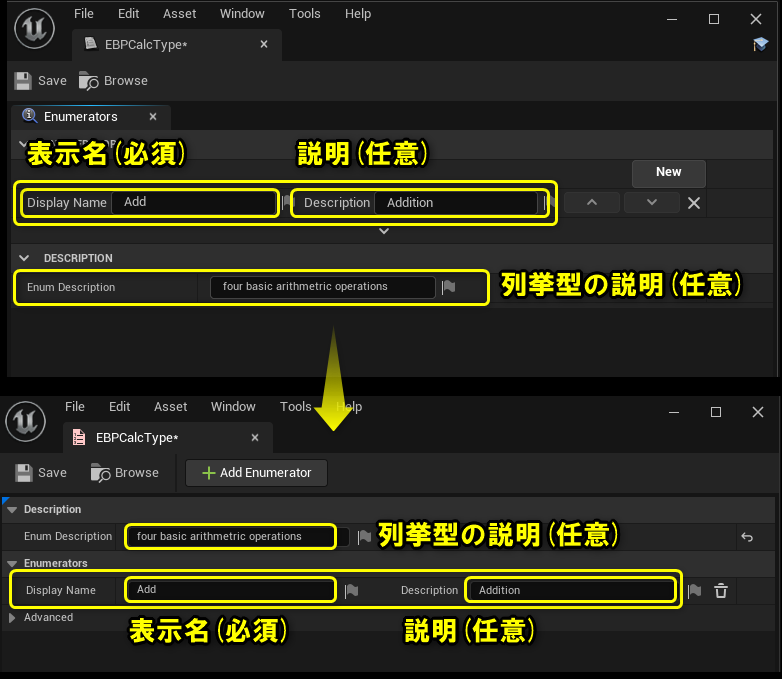 File Edit Asset Window Tools Help
EBPCalcType*
Save Browse
Enumerators
表示名(必須) 説明(任意)
New
Display Name Add Description Addition
DESCRIPTION
Enum Description four basic arithmetric operations 列挙型の説明(任意)
File Edit Asset Window Tools Help
EBPCalcType*
Save Browse Add Enumerator
Description
Enum Description four basic arithmetric operations 列挙型の説明(任意)
Enumerators
Display Name Add Description Addition
Advanced
表示名(必須) 説明(任意)